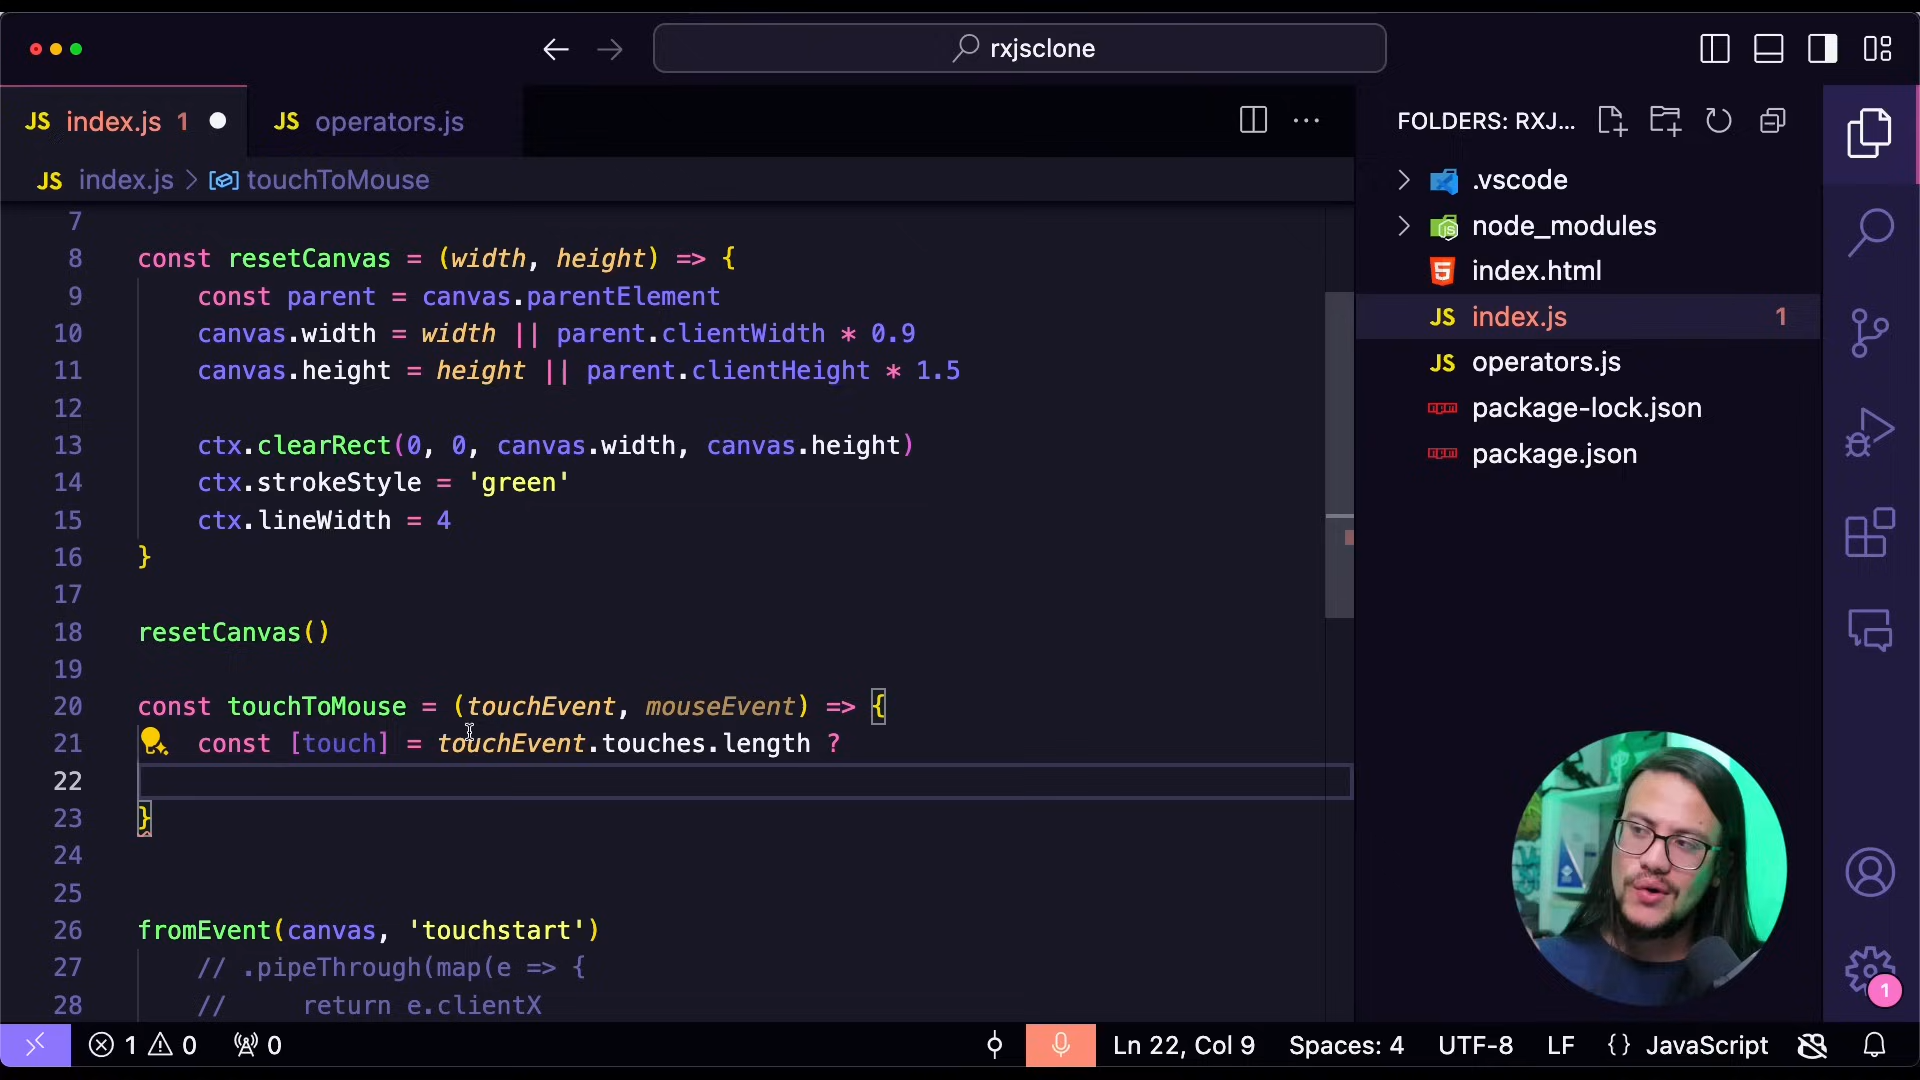 rxjsclone
JS index.js 1
JS operators.js
FOLDERS: RXJ...
JS index.js > touchToMouse
7
8 const resetCanvas = (width, height) => {
9 const parent = canvas.parentElement
10 canvas.width = width || parent.clientWidth * 0.9
11 canvas.height = height || parent.clientHeight * 1.5
12
13 ctx.clearRect(0, 0, canvas.width, canvas.height)
14 ctx.strokeStyle = 'green'
15 ctx.lineWidth = 4
16 }
17
18 resetCanvas()
19
20 const touchToMouse = (touchEvent, mouseEvent) => {
21 const [touch] = touchEvent.touches.length ?
22
23 }
24
25
26 fromEvent(canvas, 'touchstart')
27 // .pipeThrough(map(e => {
28 // return e.clientX
.vscode
node_modules
index.html
JS index.js 1
JS operators.js
package-lock.json
package.json
1
1 0 0
Ln 22, Col 9 Spaces: 4 UTF-8 LF {} JavaScript